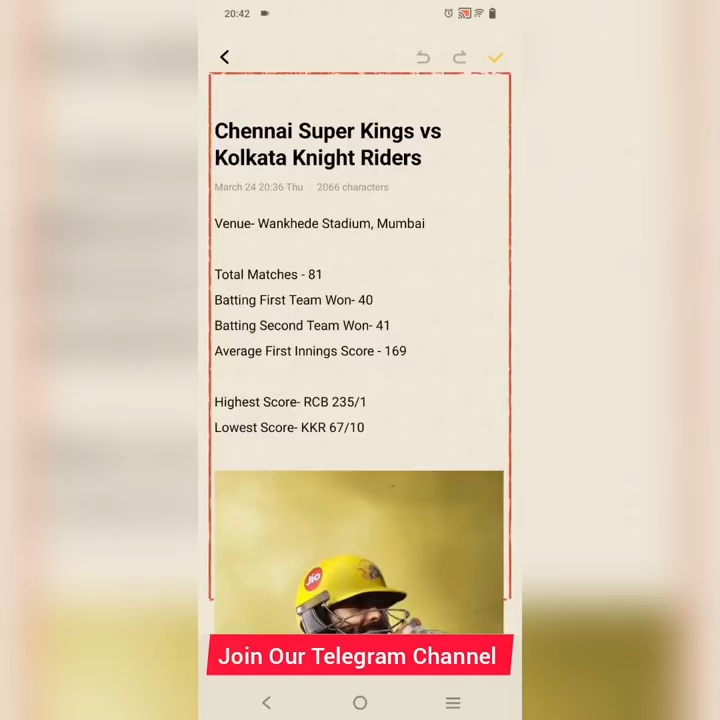 20:42
Chennai Super Kings vs
Kolkata Knight Riders
March 24 20:36 Thu | 2066 characters
Venue- Wankhede Stadium, Mumbai
Total Matches - 81
Batting First Team Won- 40
Batting Second Team Won- 41
Average First Innings Score - 169
Highest Score- RCB 235/1
Lowest Score- KKR 67/10
Jio
Join Our Telegram Channel